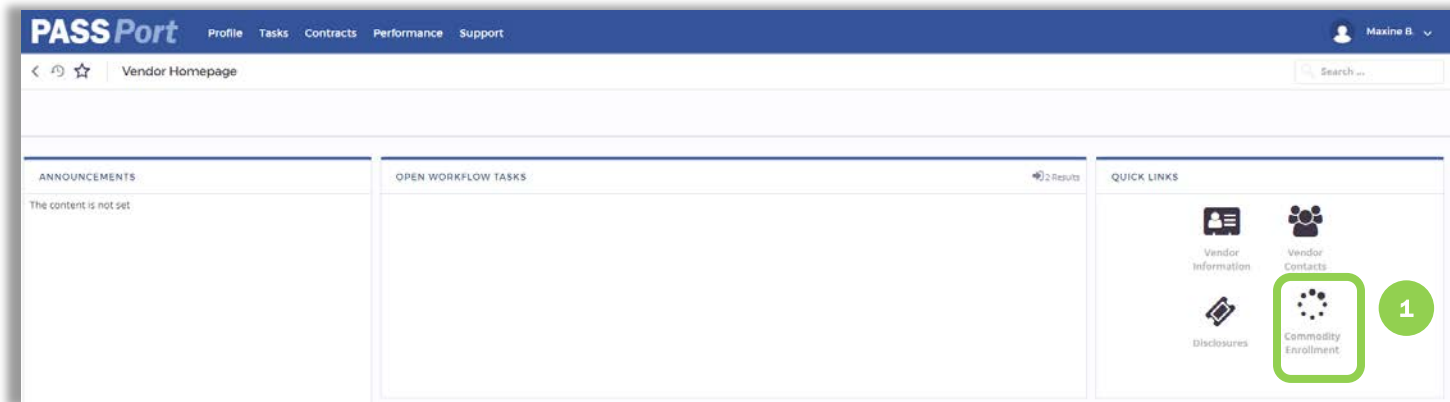 PASSPort Profile Tasks Contracts Performance Support Maxine B.
Vendor Homepage Search ...
ANNOUNCEMENTS
The content is not set
OPEN WORKFLOW TASKS 2 Results
QUICK LINKS
Vendor
Information
Vendor
Contacts
Disclosures
Commodity
Enrollment
1